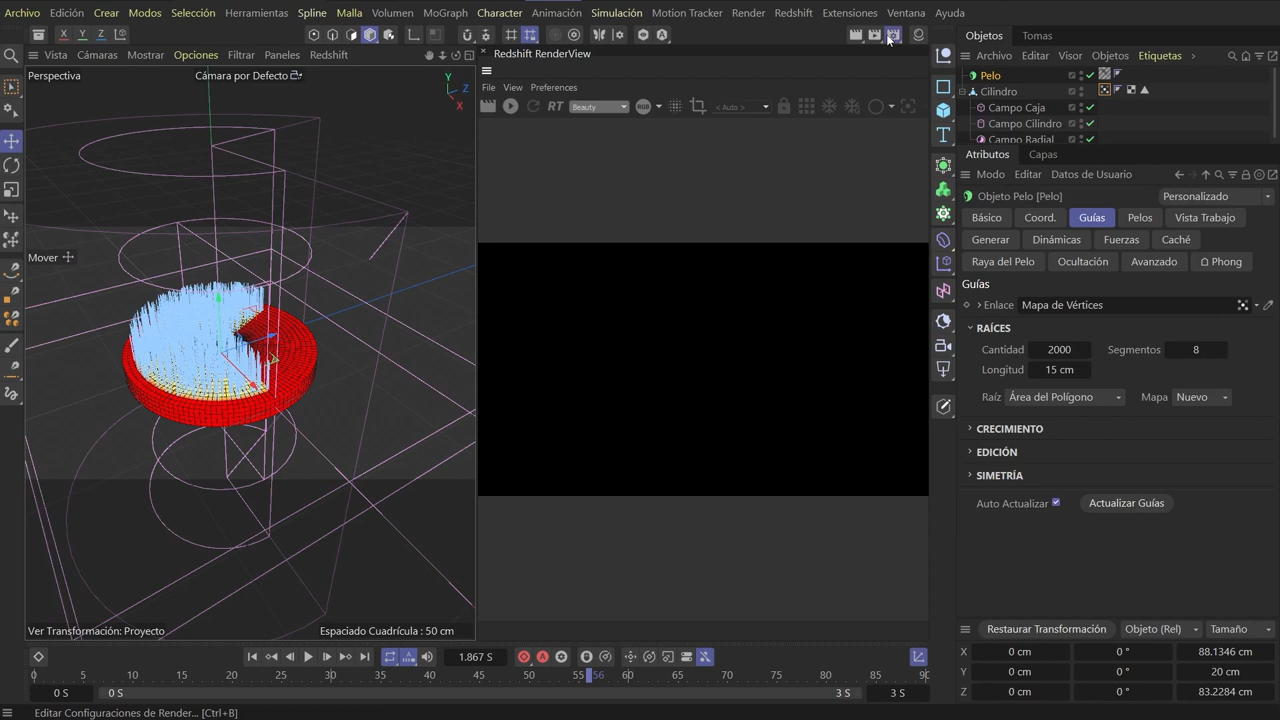 Archivo Edición Crear Modos Selección Herramientas Spline Malla Volumen MoGraph Character Animación Simulación Motion Tracker Render Redshift Extensiones Ventana Ayuda
X Y Z
Vista Cámaras Mostrar Opciones Filtrar Paneles Redshift
Perspectiva
Cámara por Defecto
Y
Z
X
Mover
Ver Transformación: Proyecto
Espaciado Cuadrícula : 50 cm
Redshift RenderView
File View Preferences
RT Beauty RGB < Auto >
Objetos Tomas
Archivo Editar Visor Objetos Etiquetas
Pelo
Cilindro
Campo Caja
Campo Cilindro
Campo Radial
Atributos Capas
Modo Editar Datos de Usuario
Objeto Pelo [Pelo] Personalizado
Básico Coord. Guías Pelos Vista Trabajo
Generar Dinámicas Fuerzas Caché
Raya del Pelo Ocultación Avanzado Phong
Guías
Enlace Mapa de Vértices
RAÍCES
Cantidad 2000 Segmentos 8
Longitud 15 cm
Raíz Área del Polígono Mapa Nuevo
CRECIMIENTO
EDICIÓN
SIMETRÍA
Auto Actualizar Actualizar Guías
Restaurar Transformación Objeto (Rel) Tamaño
X 0 cm 0 ° 88.1346 cm
Y 0 cm 0 ° 20 cm
Z 0 cm 0 ° 83.2284 cm
1.867 S
0 5 10 15 20 25 30 35 40 45 50 55 56 60 65 70 75 80 85 90
0 S 0 S 3 S 3 S
Editar Configuraciones de Render... [Ctrl+B]